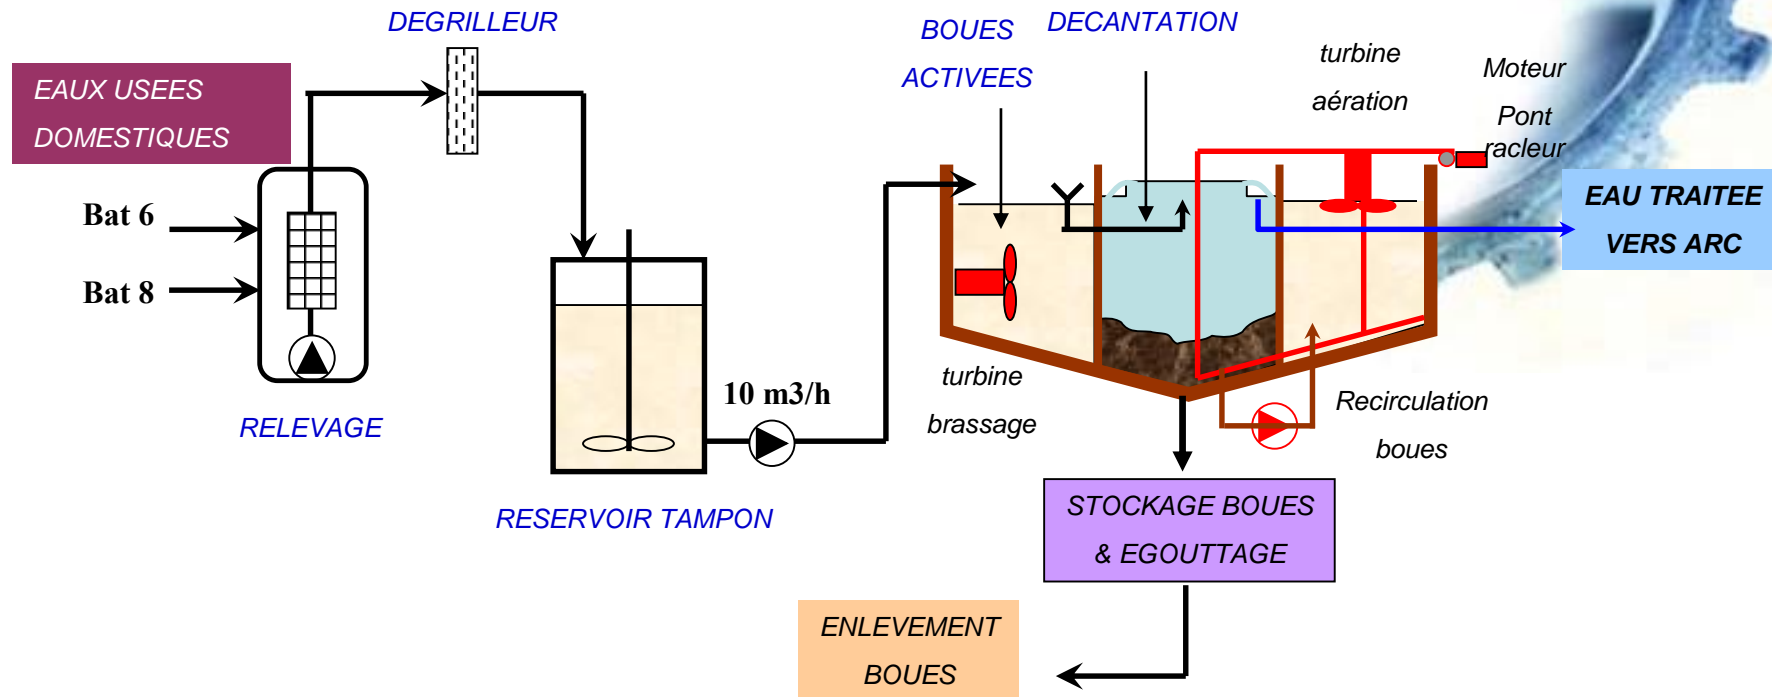 DEGRILLEUR
BOUES
ACTIVEES
DECANTATION
turbine
aération
Moteur
Pont
racleur
EAUX USEES
DOMESTIQUES
Bat 6
Bat 8
EAU TRAITEE
VERS ARC
RELEVAGE
10 m3/h
turbine
brassage
Recirculation
boues
RESERVOIR TAMPON
STOCKAGE BOUES
& EGOUTTAGE
ENLEVEMENT
BOUES